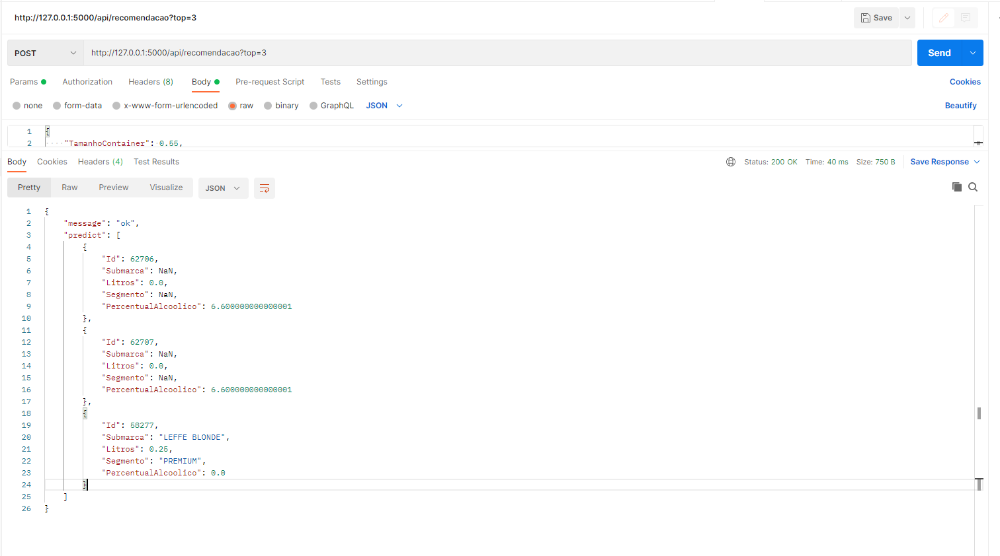 http://127.0.0.1:5000/api/recomendacao?top=3
Save
POST
http://127.0.0.1:5000/api/recomendacao?top=3
Send
Params
Authorization
Headers (8)
Body
Pre-request Script
Tests
Settings
Cookies
none
form-data
x-www-form-urlencoded
raw
binary
GraphQL
JSON
Beautify
1 {
2 "TamanhoContainer": 0.55,
Body
Cookies
Headers (4)
Test Results
Status: 200 OK
Time: 40 ms
Size: 750 B
Save Response
Pretty
Raw
Preview
Visualize
JSON
1 {
2 "message": "ok",
3 "predict": [
4 {
5 "Id": 62706,
6 "Submarca": NaN,
7 "Litros": 0.0,
8 "Segmento": NaN,
9 "PercentualAlcoolico": 6.600000000000001
10 },
11 {
12 "Id": 62707,
13 "Submarca": NaN,
14 "Litros": 0.0,
15 "Segmento": NaN,
16 "PercentualAlcoolico": 6.600000000000001
17 },
18 {
19 "Id": 58277,
20 "Submarca": "LEFFE BLONDE",
21 "Litros": 0.25,
22 "Segmento": "PREMIUM",
23 "PercentualAlcoolico": 0.0
24 }
25 ]
26 }